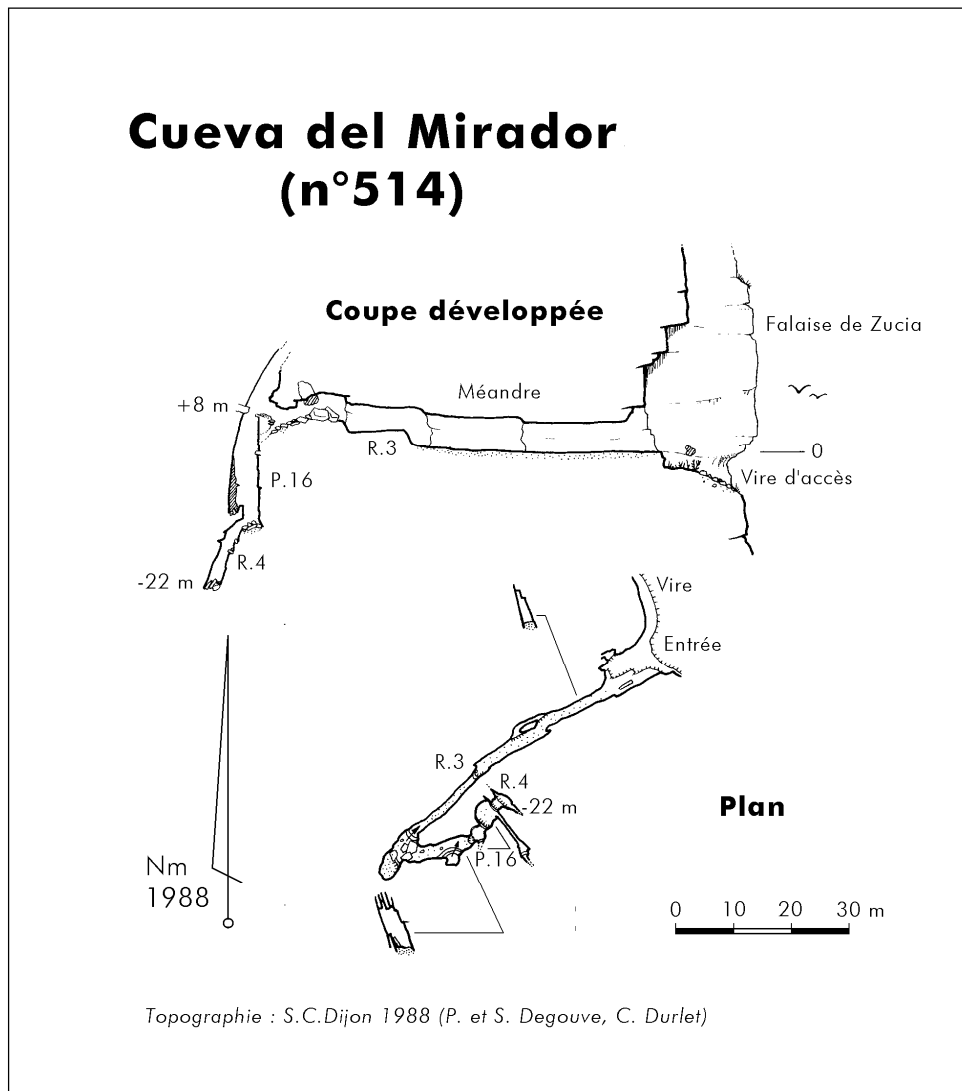 Cueva del Mirador
(n°514)
Coupe développée
Falaise de Zucia
Méandre
+8 m
R.3
0
P.16
Vire d'accès
R.4
-22 m
Vire
Entrée
R.3
R.4
-22 m
Plan
P.16
Nm
1988
0 10 20 30 m
Topographie : S.C.Dijon 1988 (P. et S. Degouve, C. Durlet)